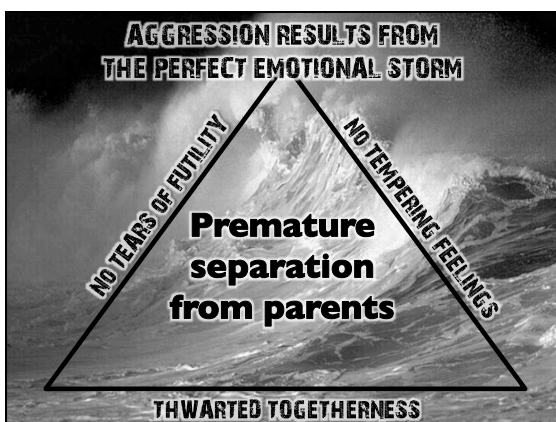 AGGRESSION RESULTS FROM
THE PERFECT EMOTIONAL STORM
NO TEARS OF FUTILITY
NO TEMPERING FEELINGS
Premature
separation
from parents
THWARTED TOGETHERNESS